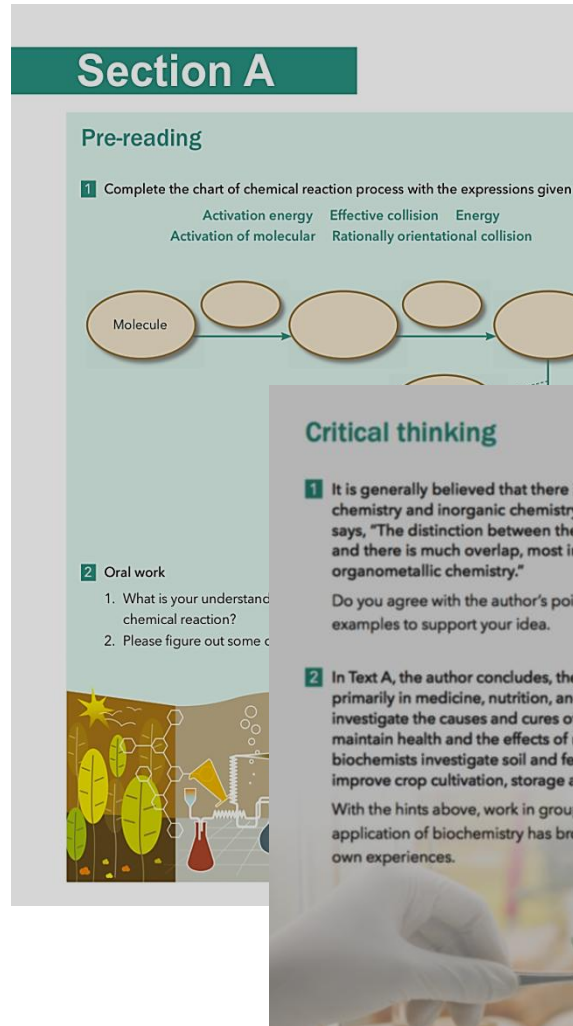 Section A
Pre-reading
1 Complete the chart of chemical reaction process with the expressions given
Activation energy Effective collision Energy
Activation of molecular Rationally orientational collision
Molecule
2 Oral work
1. What is your understand
chemical reaction?
2. Please figure out some
Critical thinking
1 It is generally believed that there
chemistry and inorganic chemistry
says, "The distinction between the
and there is much overlap, most
organometallic chemistry."
Do you agree with the author's poi
examples to support your idea.
2 In Text A, the author concludes, the
primarily in medicine, nutrition, an
investigate the causes and cures o
maintain health and the effects of
biochemists investigate soil and fe
improve crop cultivation, storage a
With the hints above, work in grou
application of biochemistry has br
own experiences.